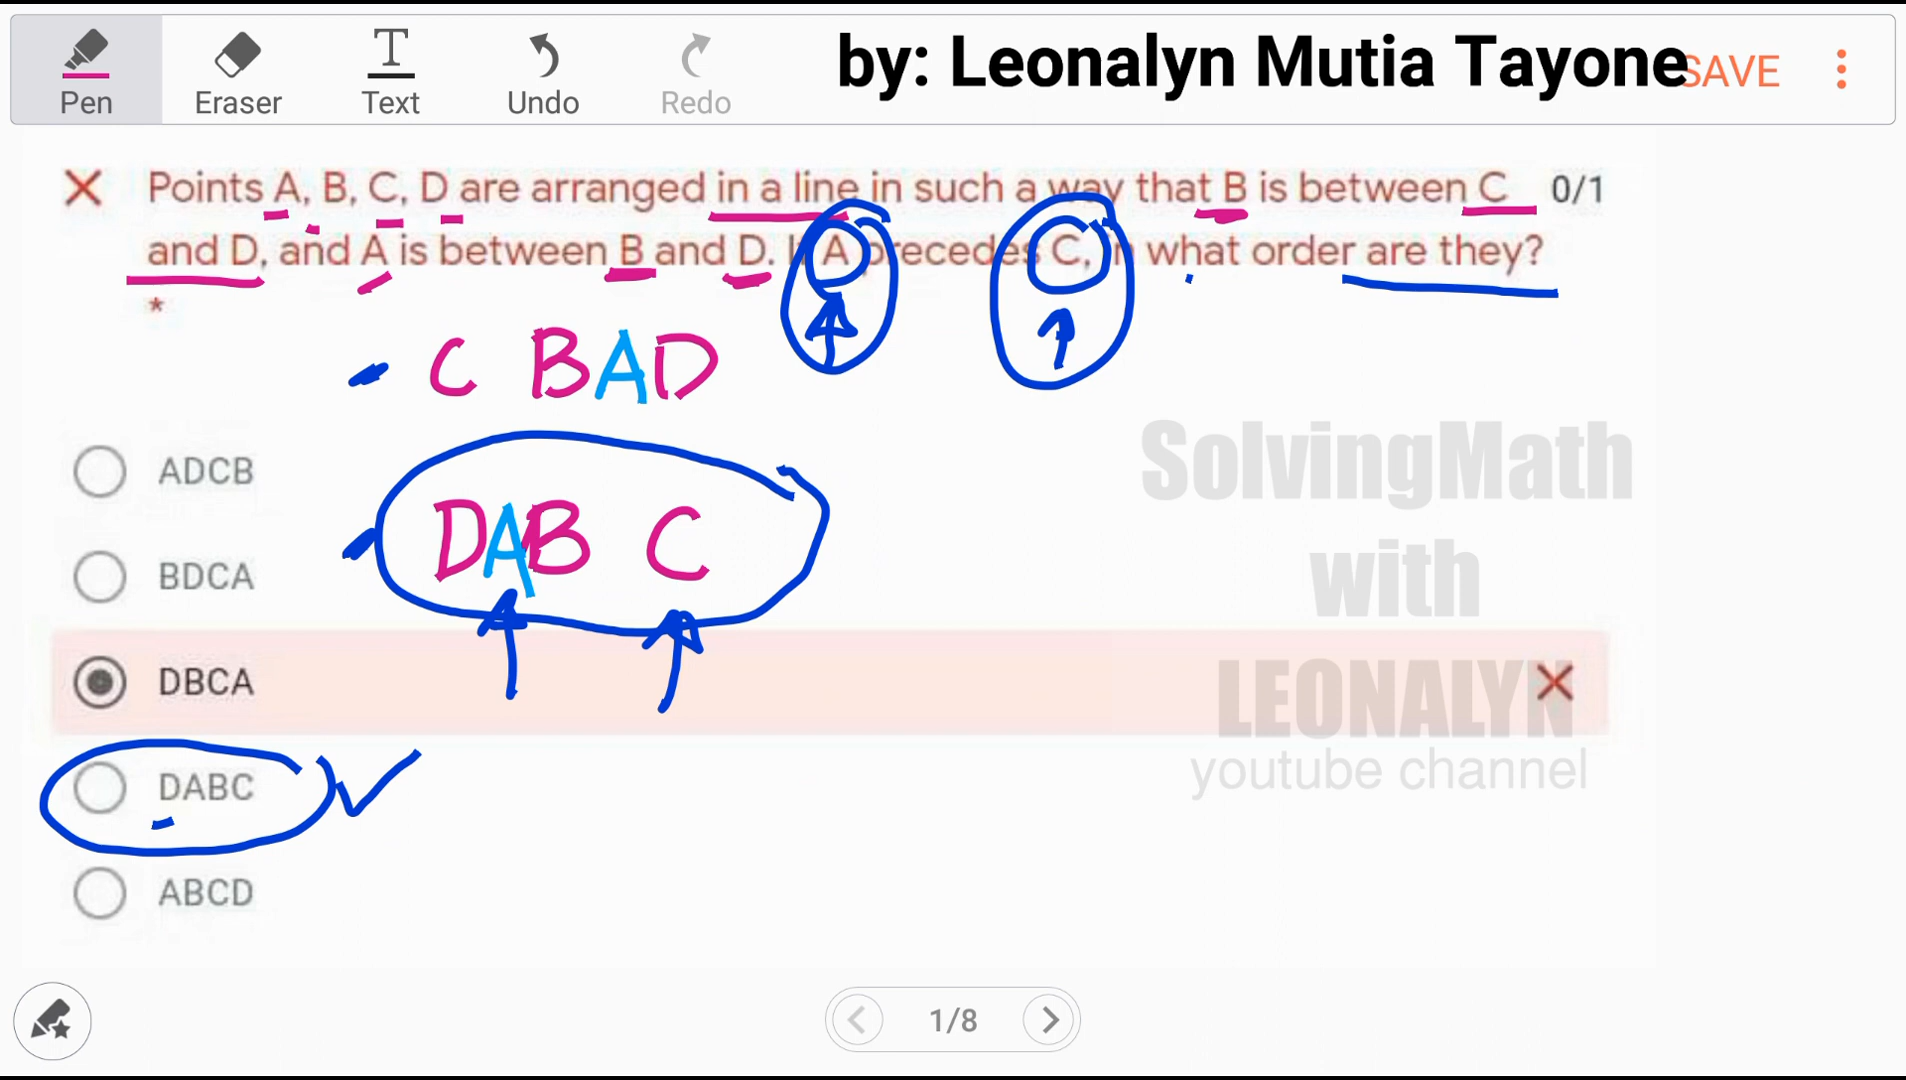 by: Leonalyn Mutia Tayone
SAVE
Pen
Eraser
Text
Undo
Redo
Points A, B, C, D are arranged in a line in such a way that B is between C 0/1
and D, and A is between B and D. If A precedes C, in what order are they?
*
C BAD
ADCB
DAB C
BDCA
DBCA
DABC
ABCD
SolvingMath
with
LEONALYN
youtube channel
1/8